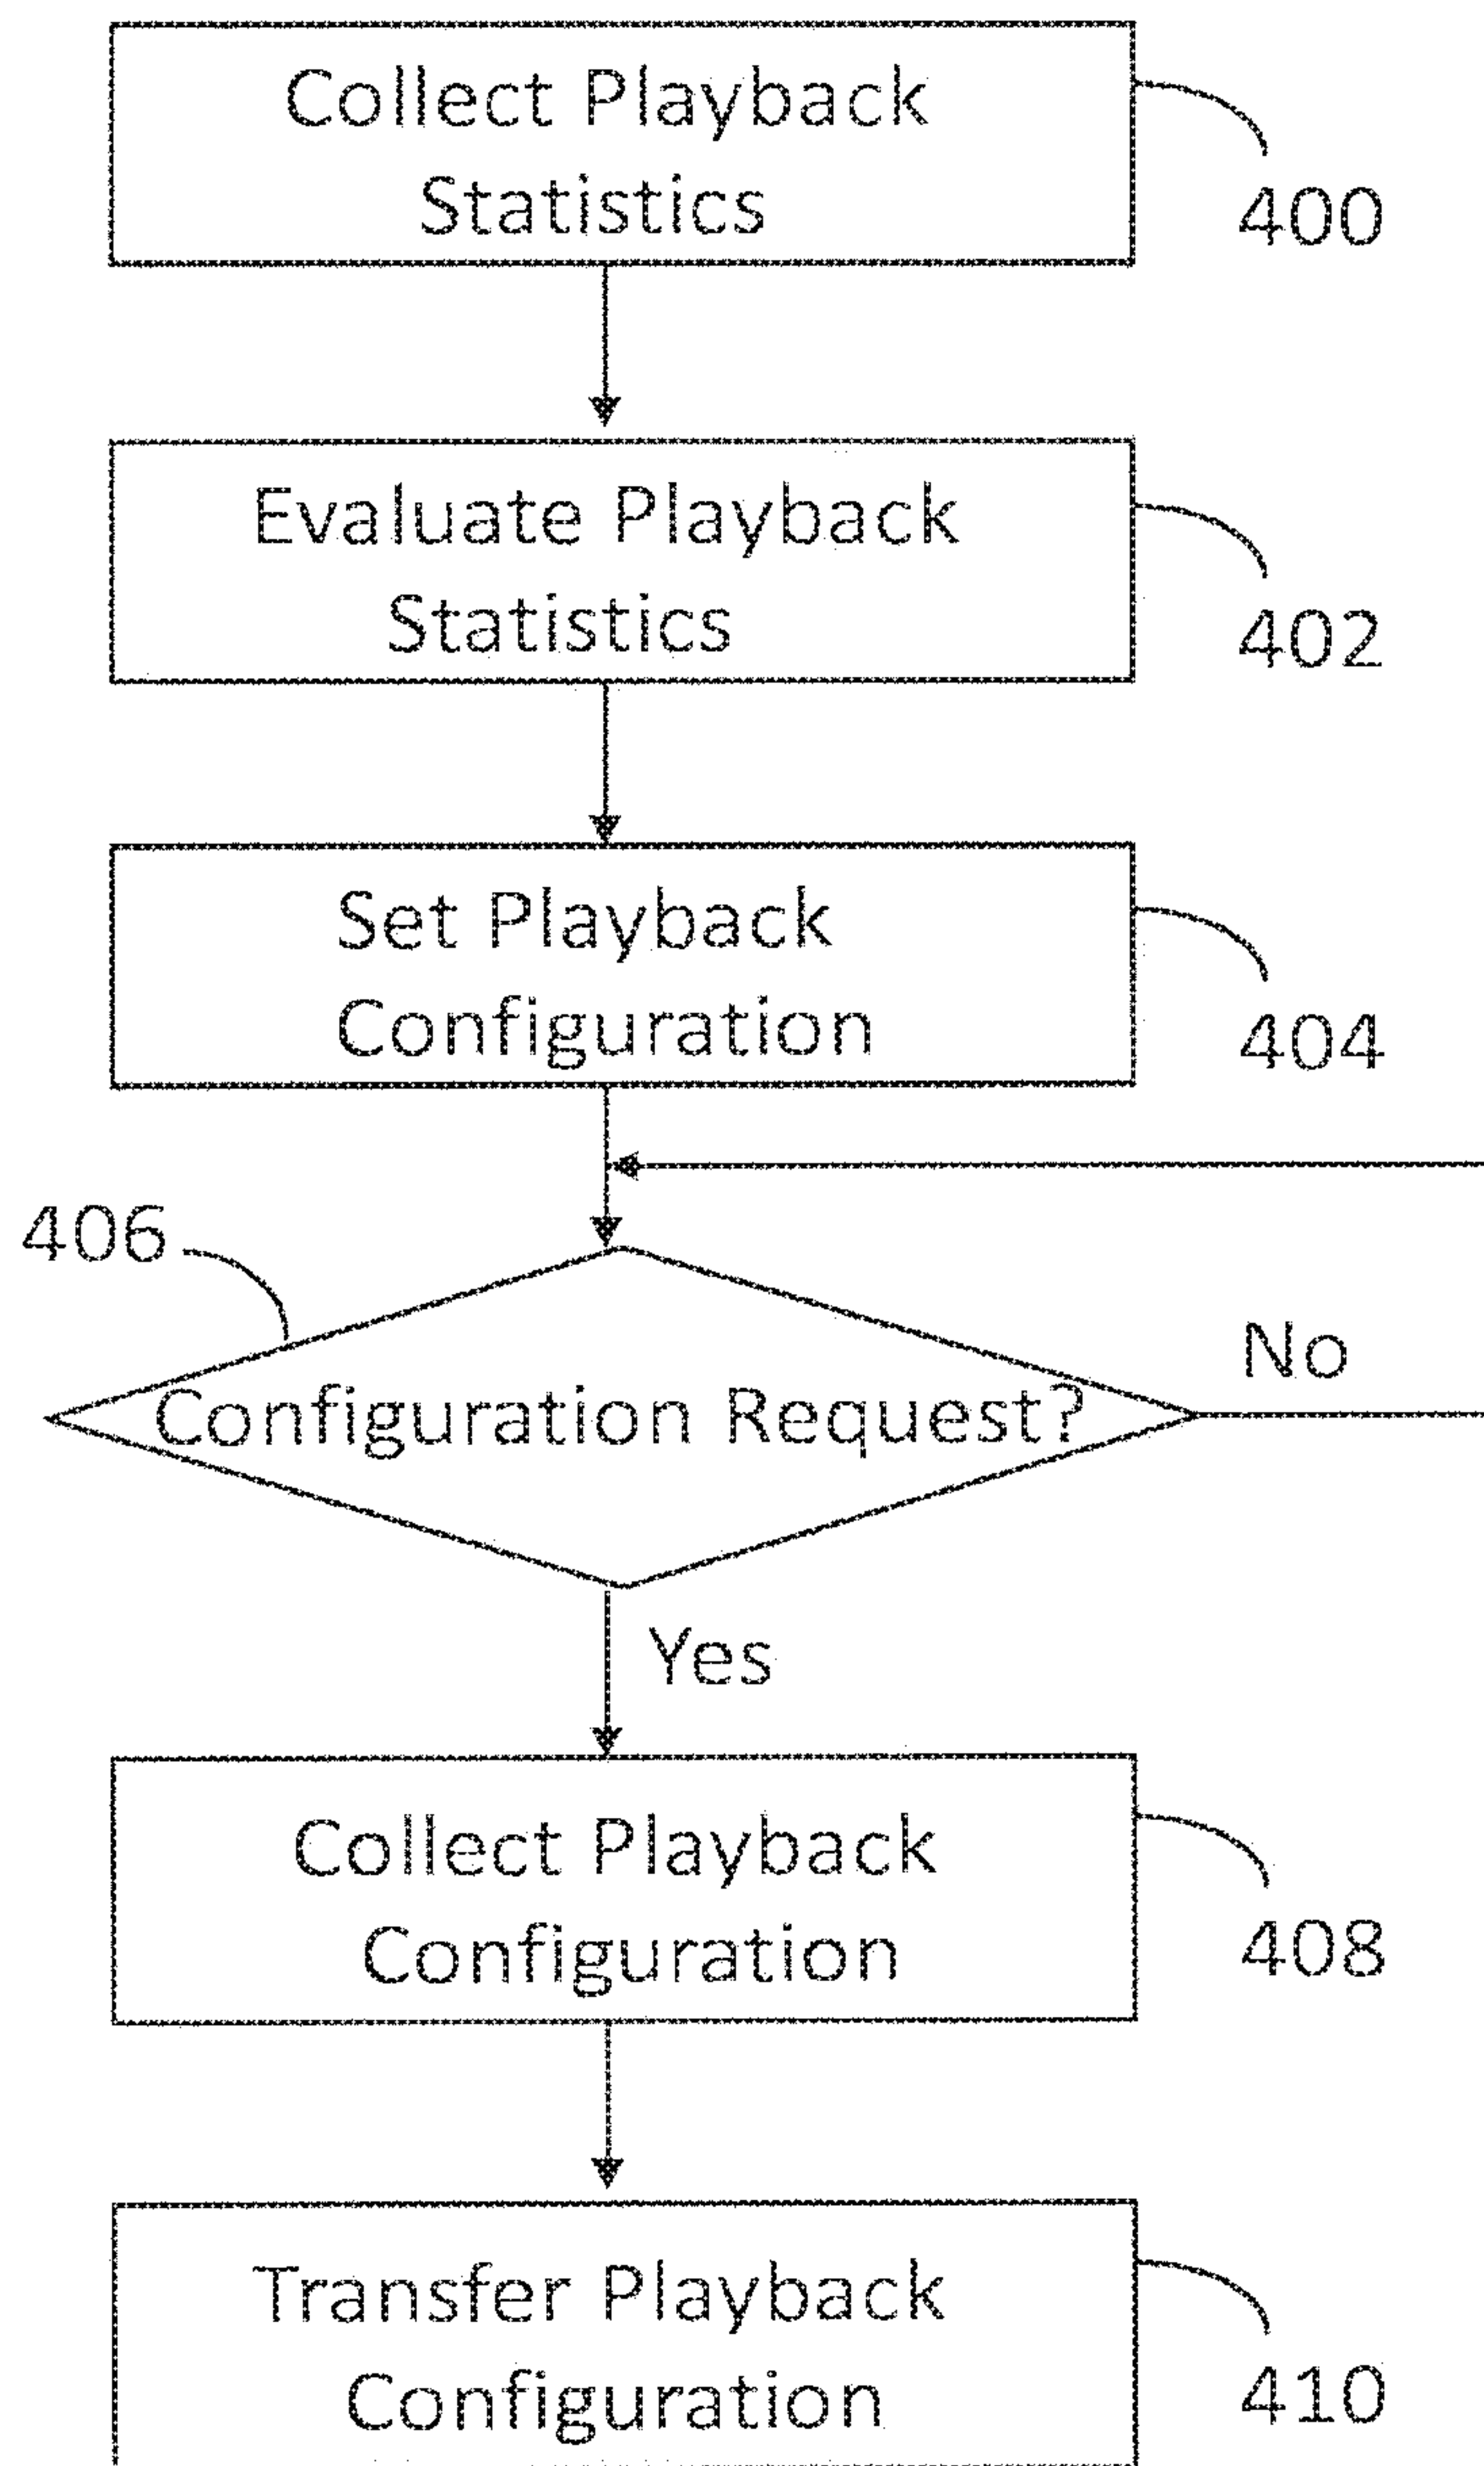 Collect Playback
Statistics
400
Evaluate Playback
Statistics
402
Set Playback
Configuration
404
406
Configuration Request?
No
Yes
Collect Playback
Configuration
408
Transfer Playback
Configuration
410